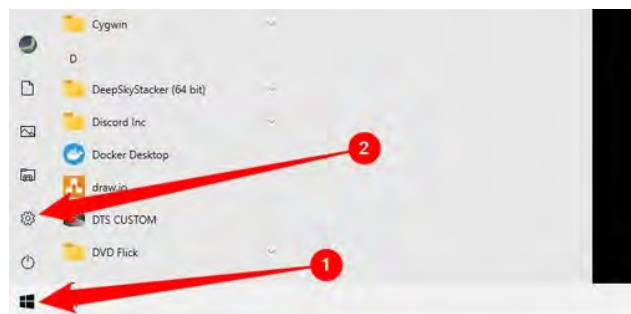 Cygwin
D
DeepSkyStacker (64 bit)
Discord Inc
Docker Desktop
2
draw.io
DTS CUSTOM
DVD Flick
1